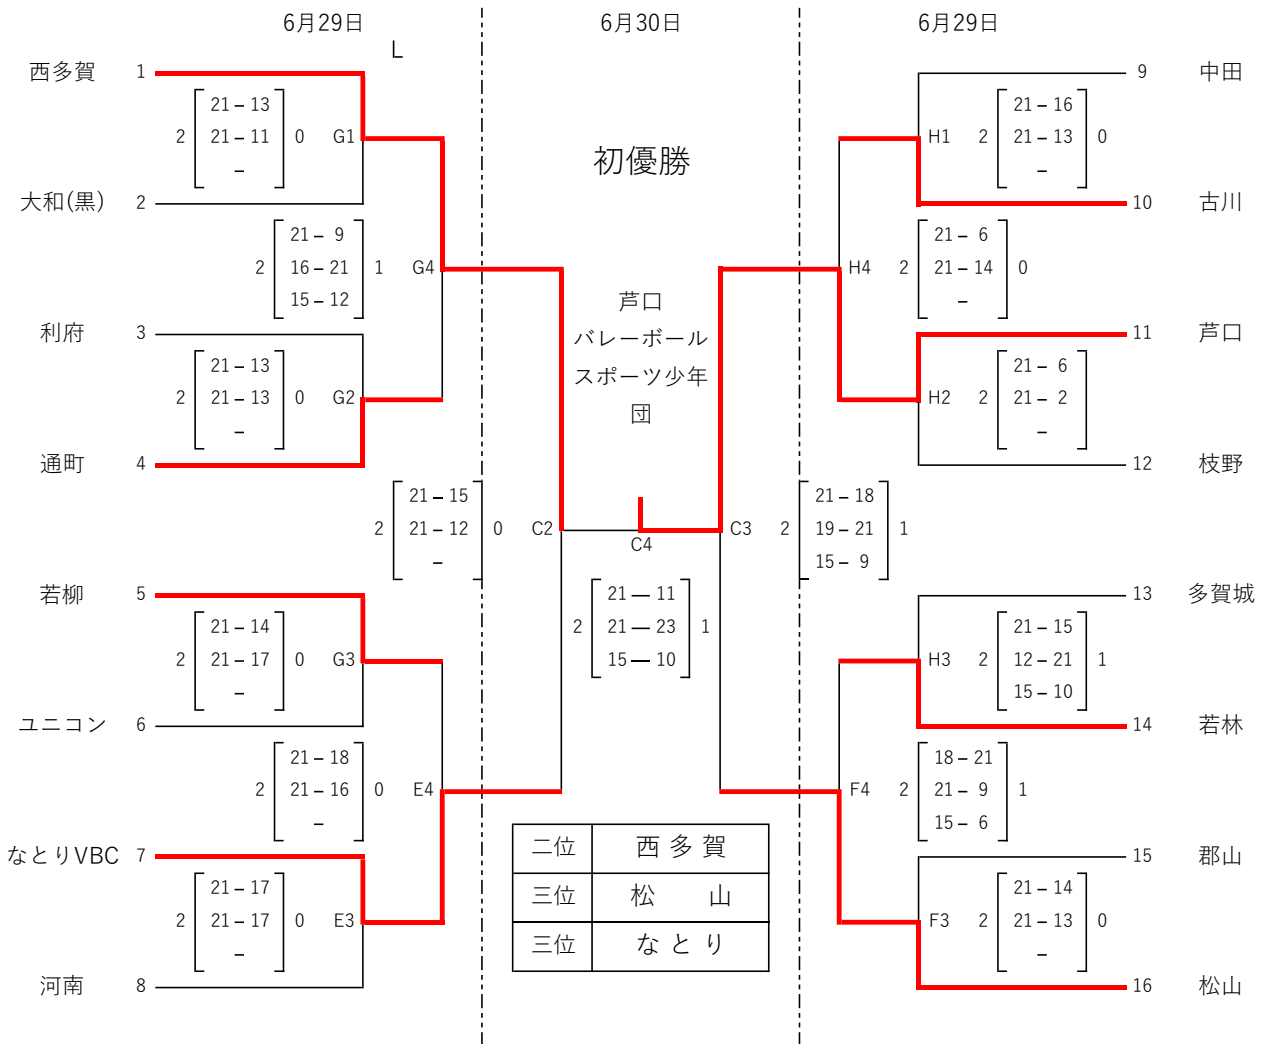 6月29日
6月30日
6月29日
L
西多賀 1
9 中田
21 – 13
2 21 – 11 0 G1
–
21 – 16
H1 2 21 – 13 0
–
初優勝
大和(黒) 2
10 古川
21 – 9
2 16 – 21 1 G4
15 – 12
21 – 6
H4 2 21 – 14 0
–
芦口
バレーボール
スポーツ少年
団
利府 3
11 芦口
21 – 13
2 21 – 13 0 G2
–
21 – 6
H2 2 21 – 2
–
通町 4
12 枝野
21 – 15
2 21 – 12 0 C2
–
C4
21 – 18
C3 2 19 – 21 1
15 – 9
21 — 11
2 21 — 23 1
15 — 10
若柳 5
13 多賀城
21 – 14
2 21 – 17 0 G3
–
21 – 15
H3 2 12 – 21 1
15 – 10
ユニコン 6
14 若林
21 – 18
2 21 – 16 0 E4
–
18 – 21
F4 2 21 – 9 1
15 – 6
二位 西多賀
三位 松山
三位 なとり
なとりVBC 7
15 郡山
21 – 17
2 21 – 17 0 E3
–
21 – 14
F3 2 21 – 13 0
–
河南 8
16 松山